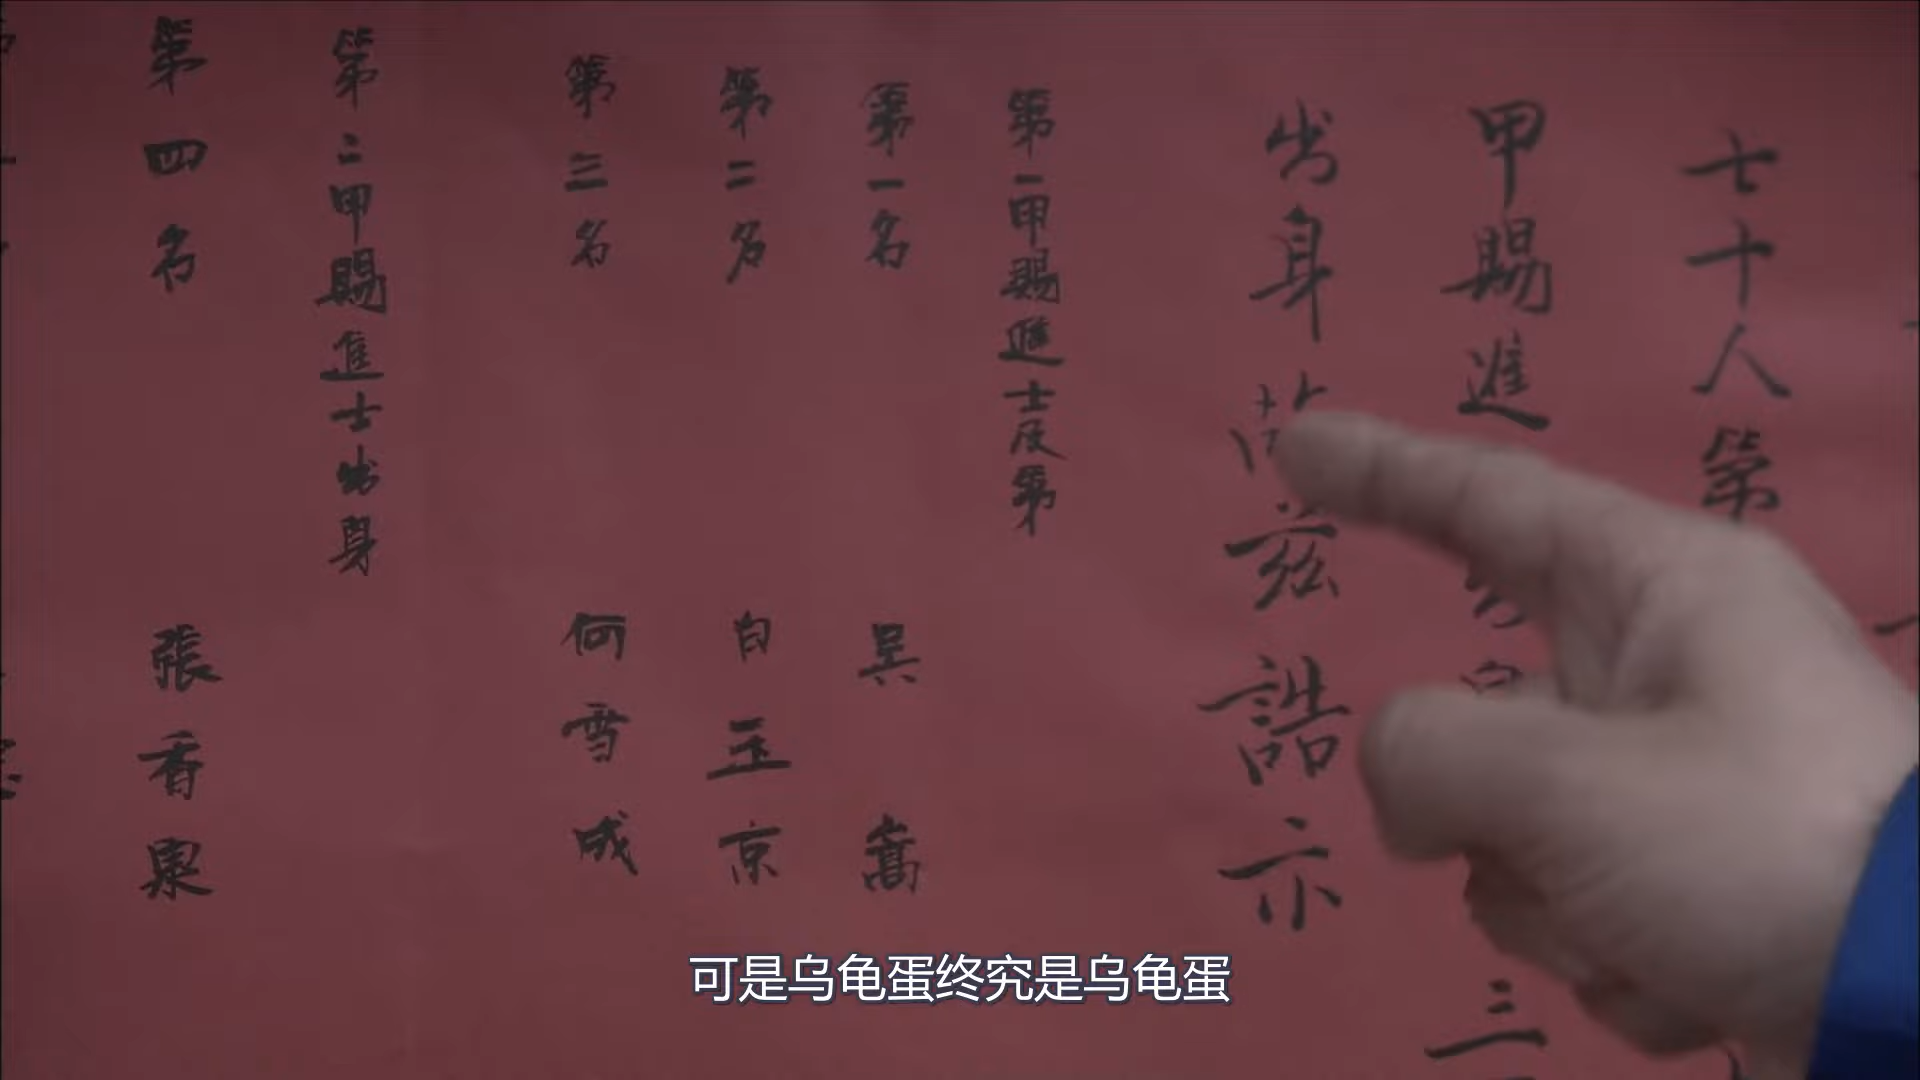 七十人第
甲賜進
出身
茲誥示
三
第一甲賜進士及第
第一名 吴嵩
第二名 白玉京
第三名 何雪成
第二甲賜進士出身
第四名 張香泉
可是乌龟蛋终究是乌龟蛋